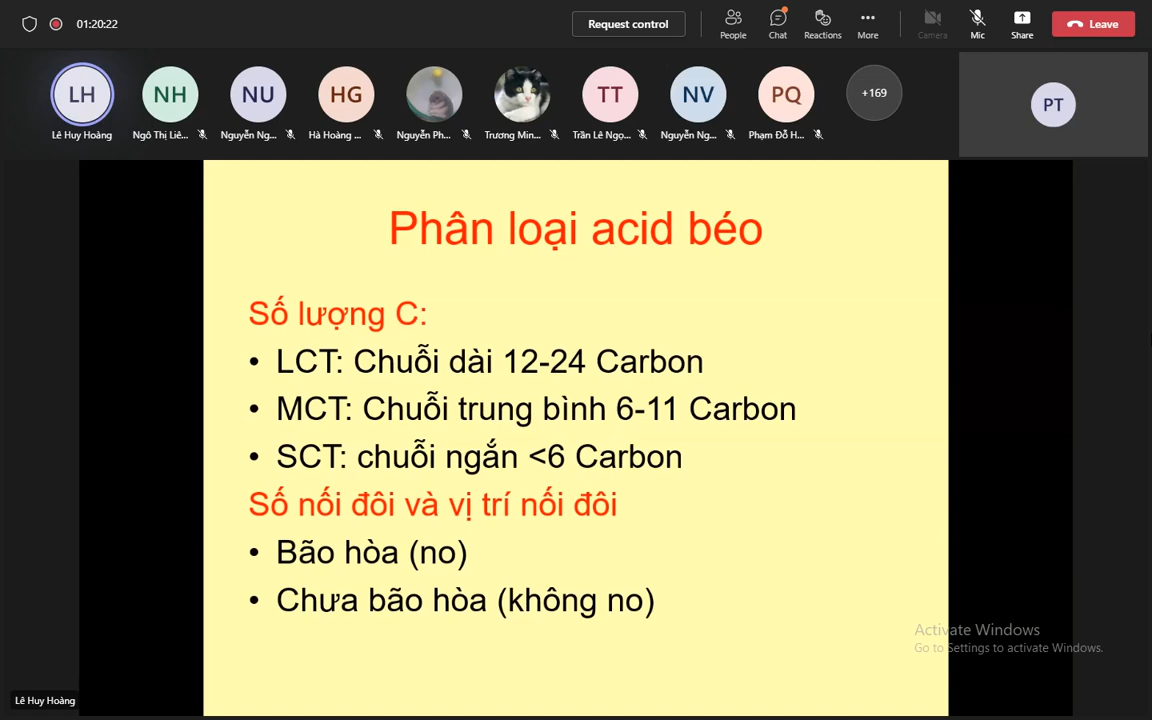 01:20:22
Request control
People
Chat
Reactions
More
Camera
Mic
Share
Leave
LH
NH
NU
HG
TT
NV
PQ
+169
PT
Lê Huy Hoàng
Ngô Thị Liê...
Nguyễn Ng...
Hà Hoàng ...
Nguyễn Ph...
Trương Min...
Trần Lê Ngọ...
Nguyễn Ng...
Phạm Đỗ H...
Phân loại acid béo
Số lượng C:
• LCT: Chuỗi dài 12-24 Carbon
• MCT: Chuỗi trung bình 6-11 Carbon
• SCT: chuỗi ngắn <6 Carbon
Số nối đôi và vị trí nối đôi
• Bão hòa (no)
• Chưa bão hòa (không no)
Activate Windows
Go to Settings to activate Windows.
Lê Huy Hoàng